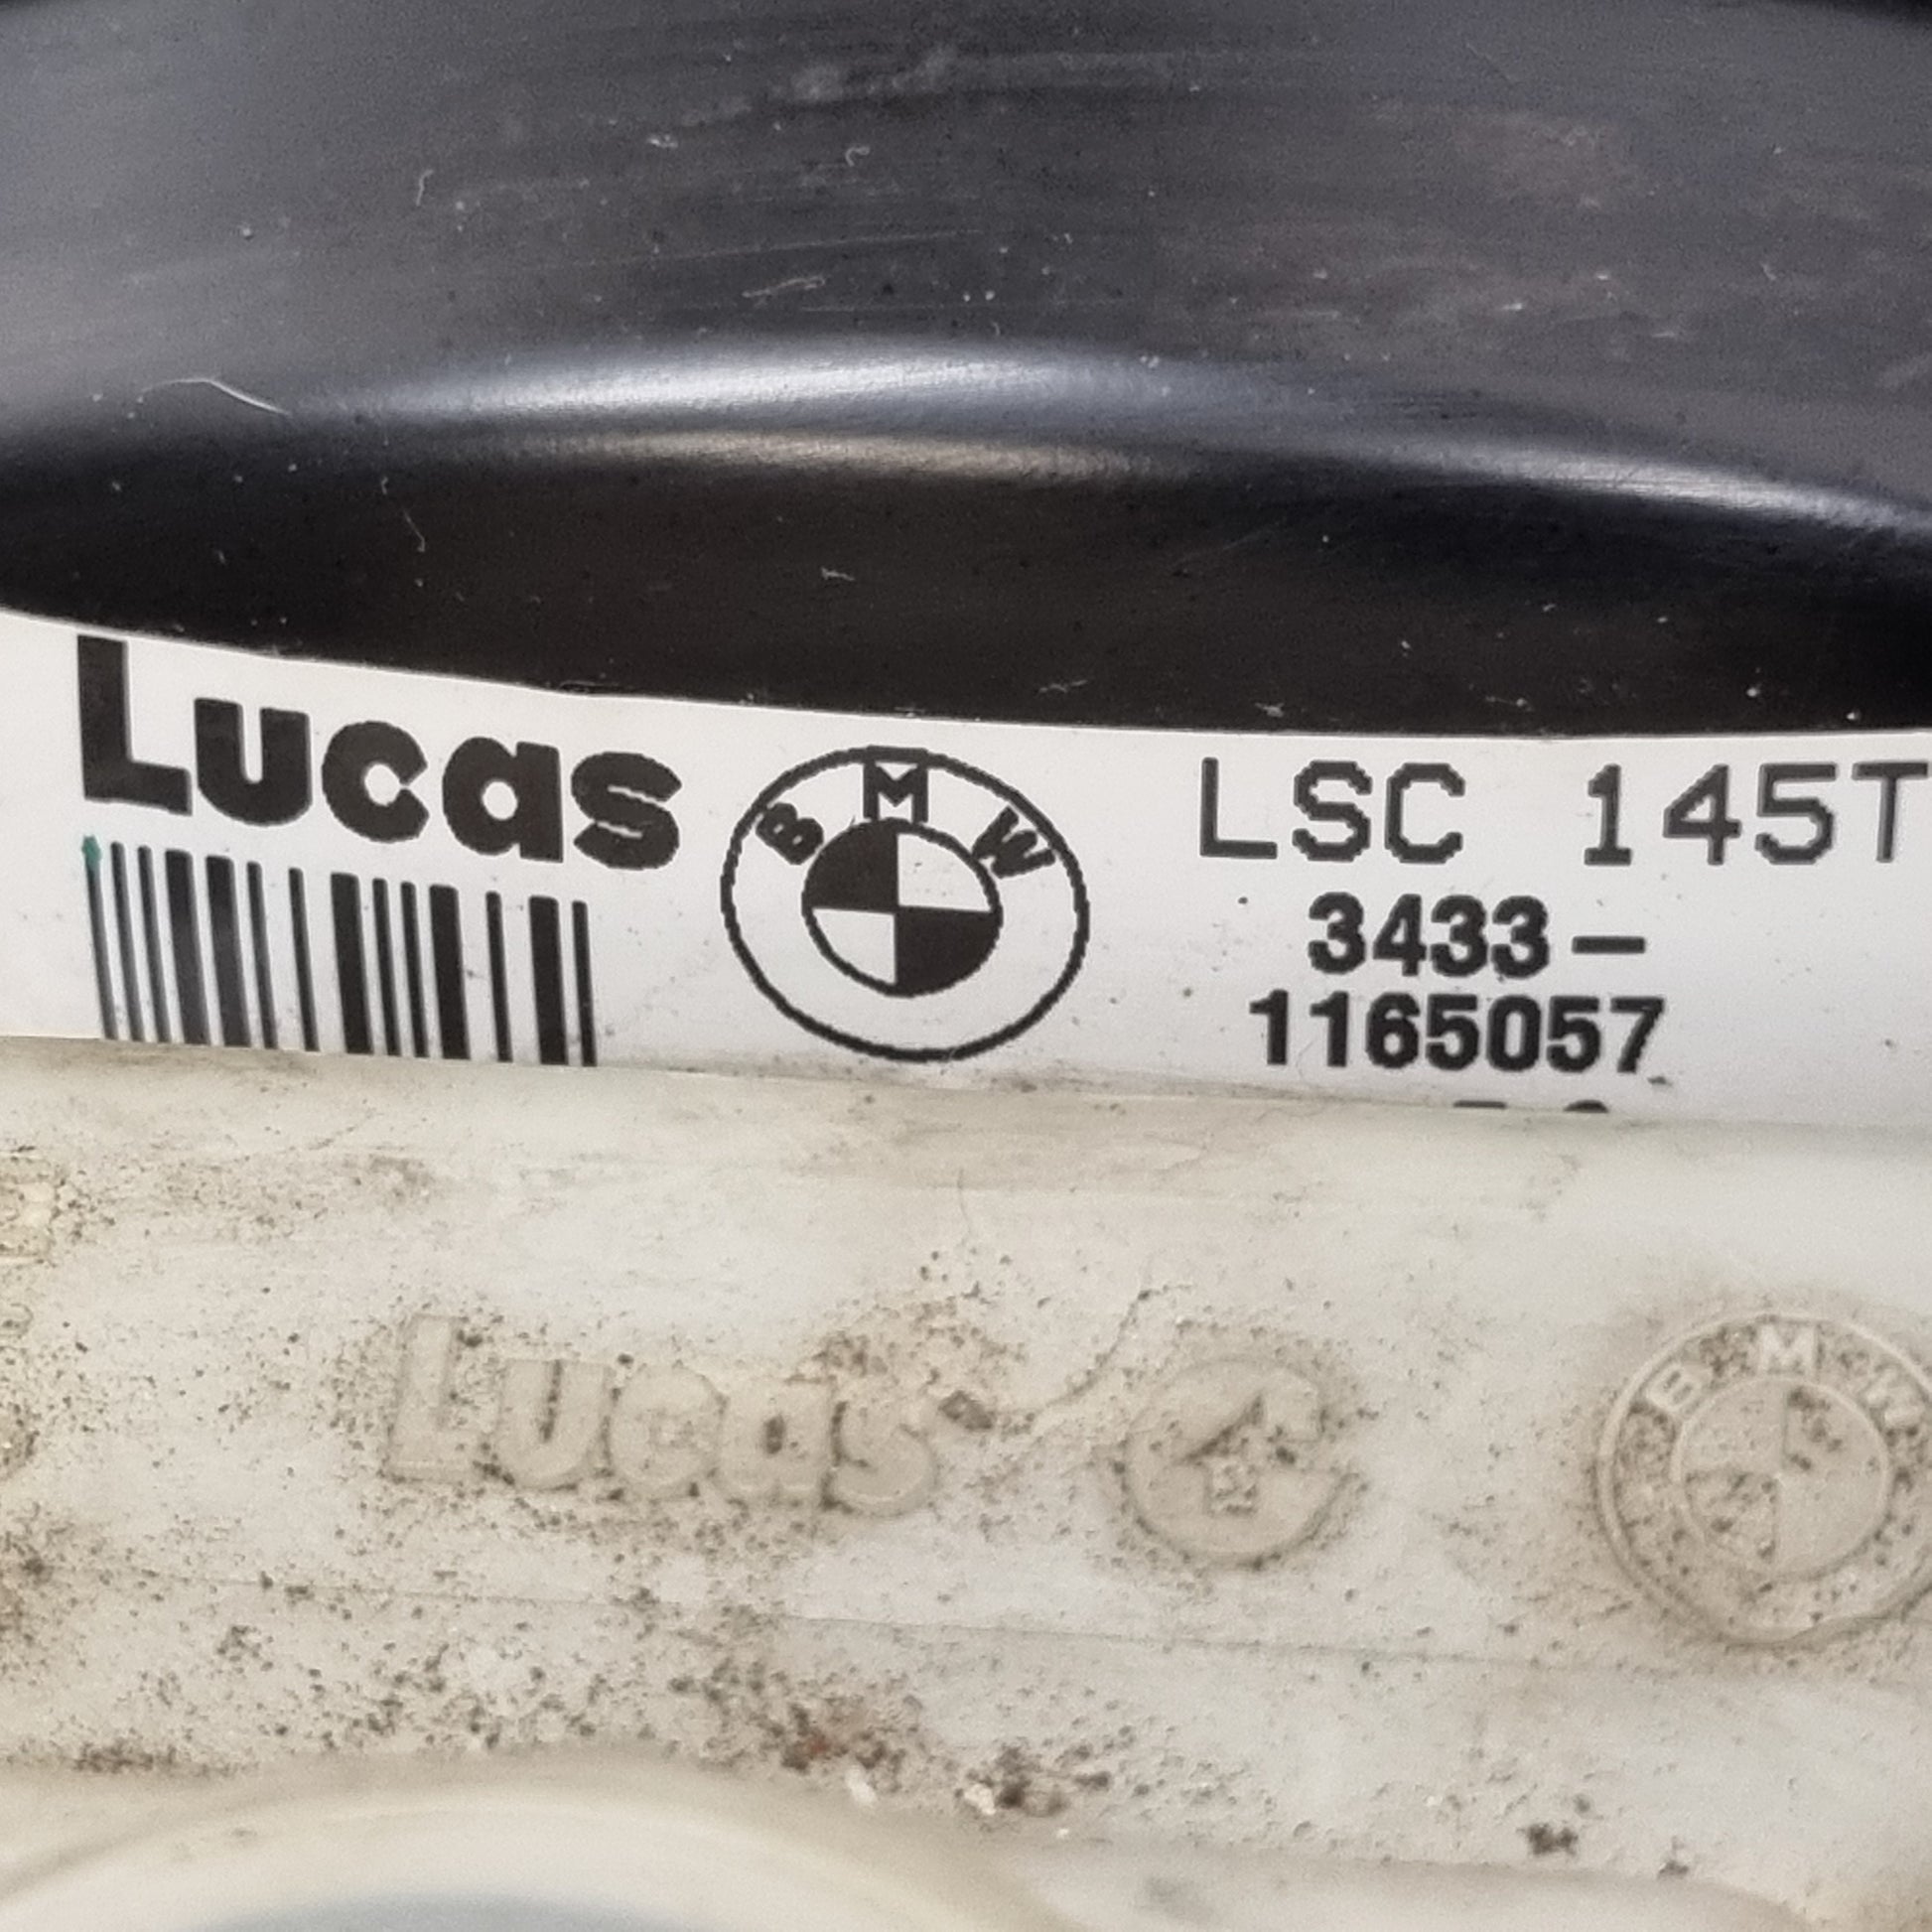 Lucas
BMW
LSC 145T
3433-
1165057
Lucas
BMW